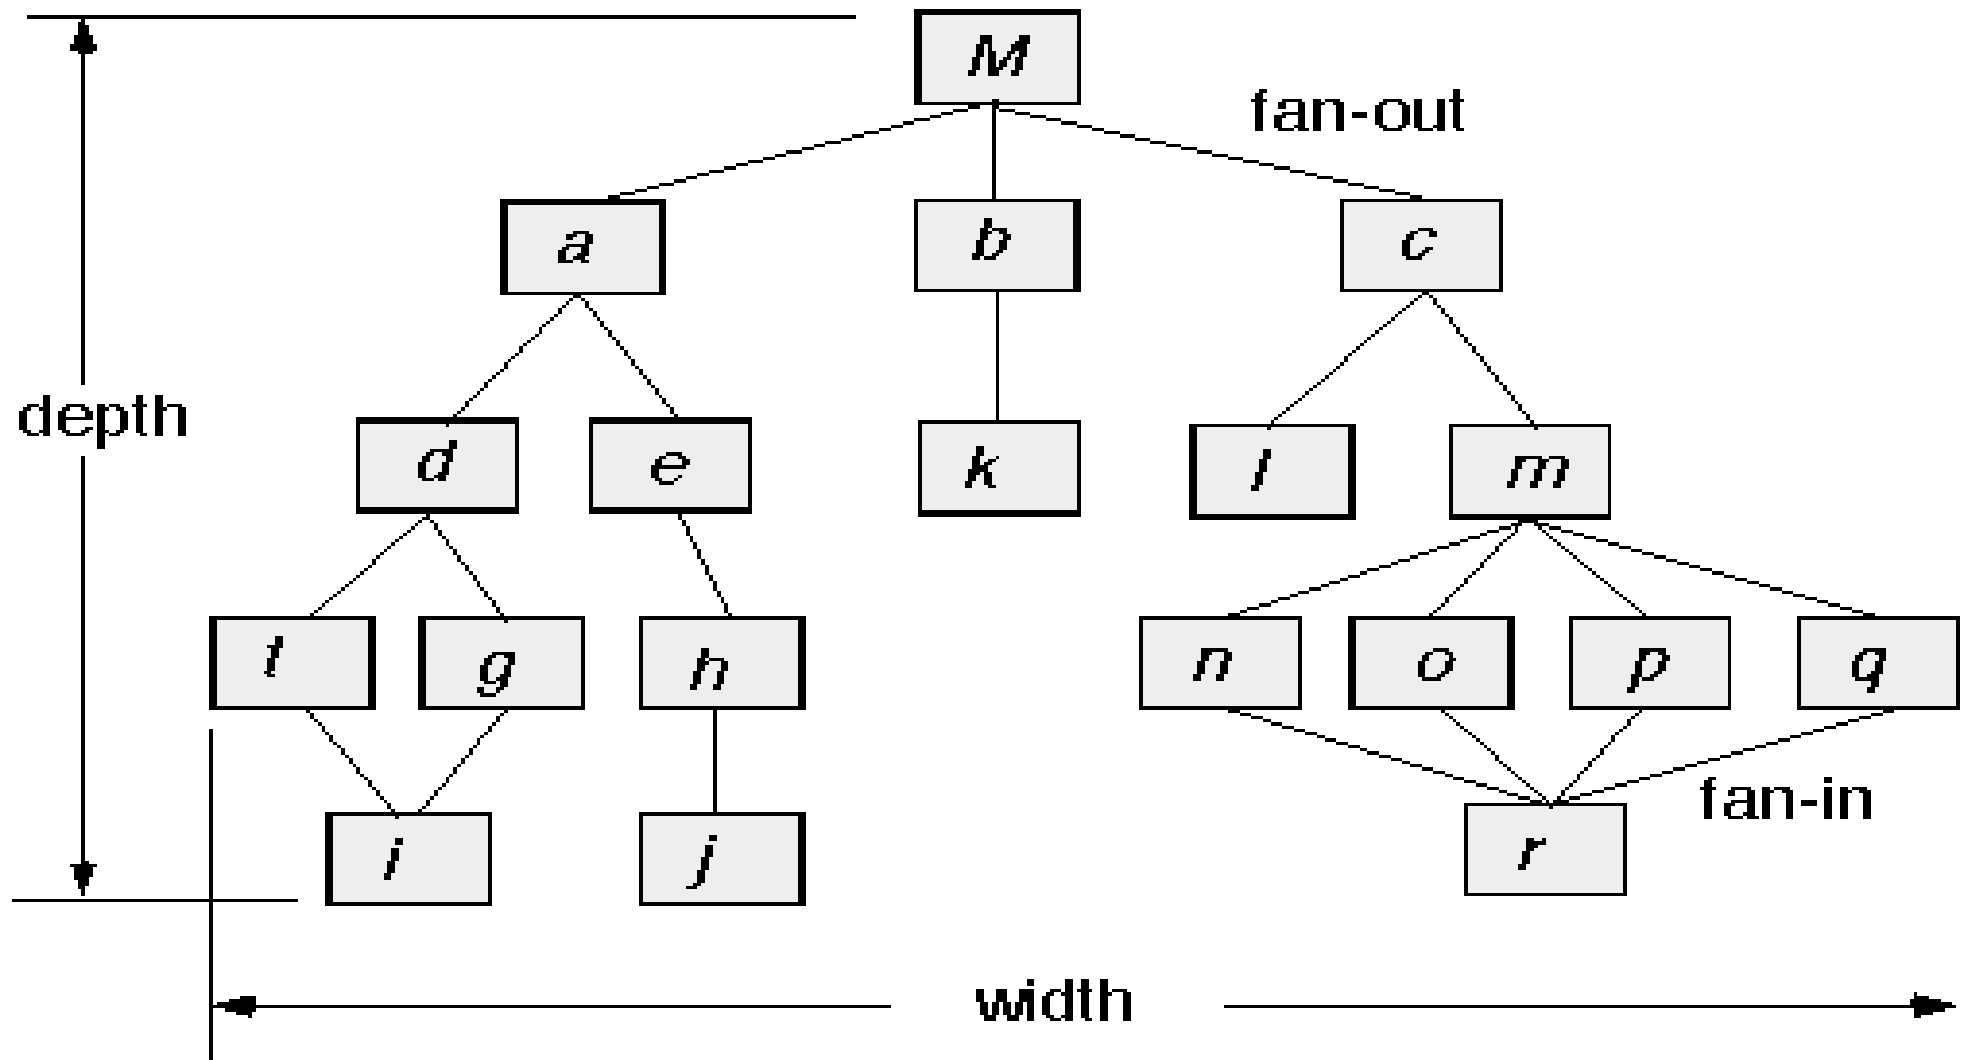 M
fan-out
a b c
depth
d e k l m
t g h n o p q
fan-in
i j r
width